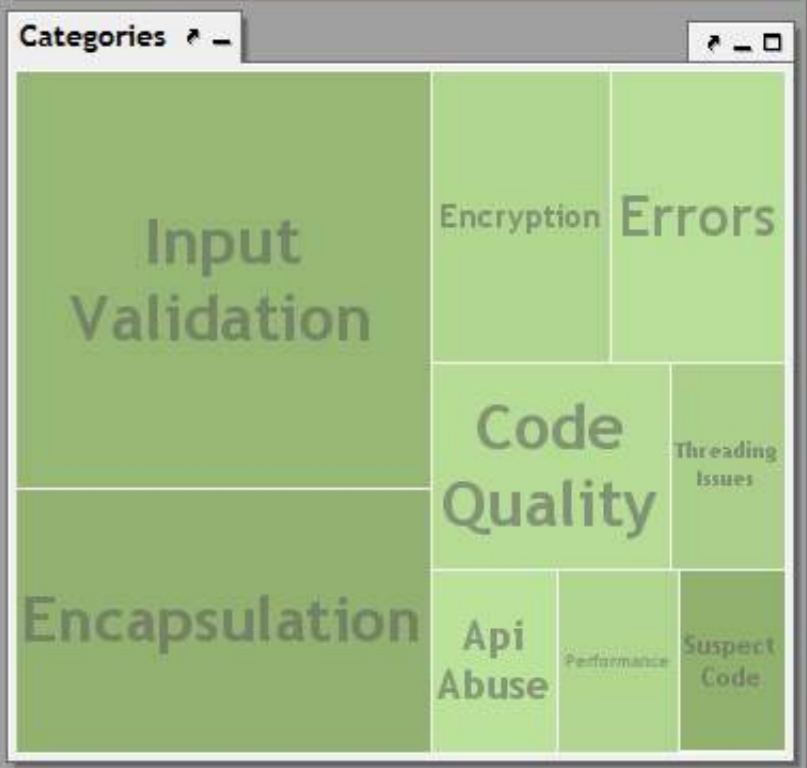 Categories
Input
Validation
Encryption
Errors
Code
Quality
Threading
Issues
Encapsulation
Api
Abuse
Performance
Suspect
Code